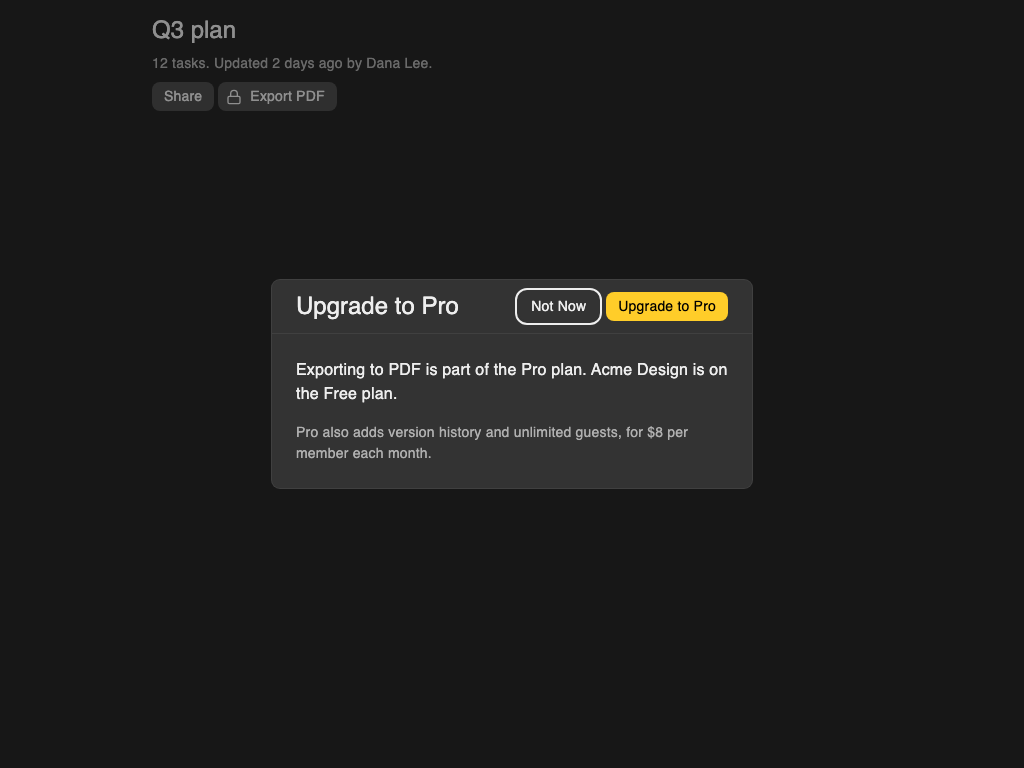 Q3 plan
12 tasks. Updated 2 days ago by Dana Lee.
Share
Export PDF
Upgrade to Pro
Not Now
Upgrade to Pro
Exporting to PDF is part of the Pro plan. Acme Design is on
the Free plan.
Pro also adds version history and unlimited guests, for $8 per
member each month.